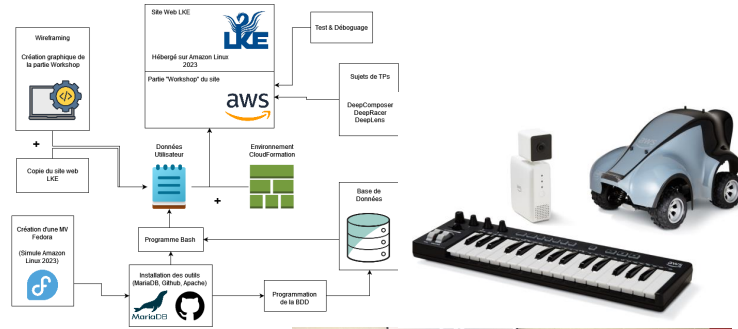 Wireframing
Création graphique de
la partie Workshop
+
Copie du site web
LKE
Site Web LKE
LKE
Hébergé sur Amazon Linux
2023
Partie "Workshop" du site
aws
Test & Déboguage
Sujets de TPs
DeepComposer
DeepRacer
DeepLens
Données
Utilisateur
+
Environnement
CloudFormation
Base de
Données
Programme Bash
Création d'une MV
Fedora
(Simule Amazon
Linux 2023)
Installation des outils
(MariaDB, Github, Apache)
MariaDB
Programmation
de la BDD
aws